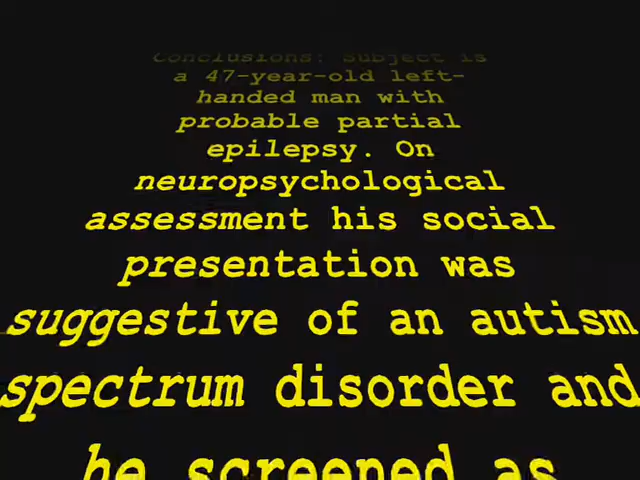 Conclusions: Subject is
a 47-year-old left-
handed man with
probable partial
epilepsy. On
neuropsychological
assessment his social
presentation was
suggestive of an autism
spectrum disorder and
he screened as